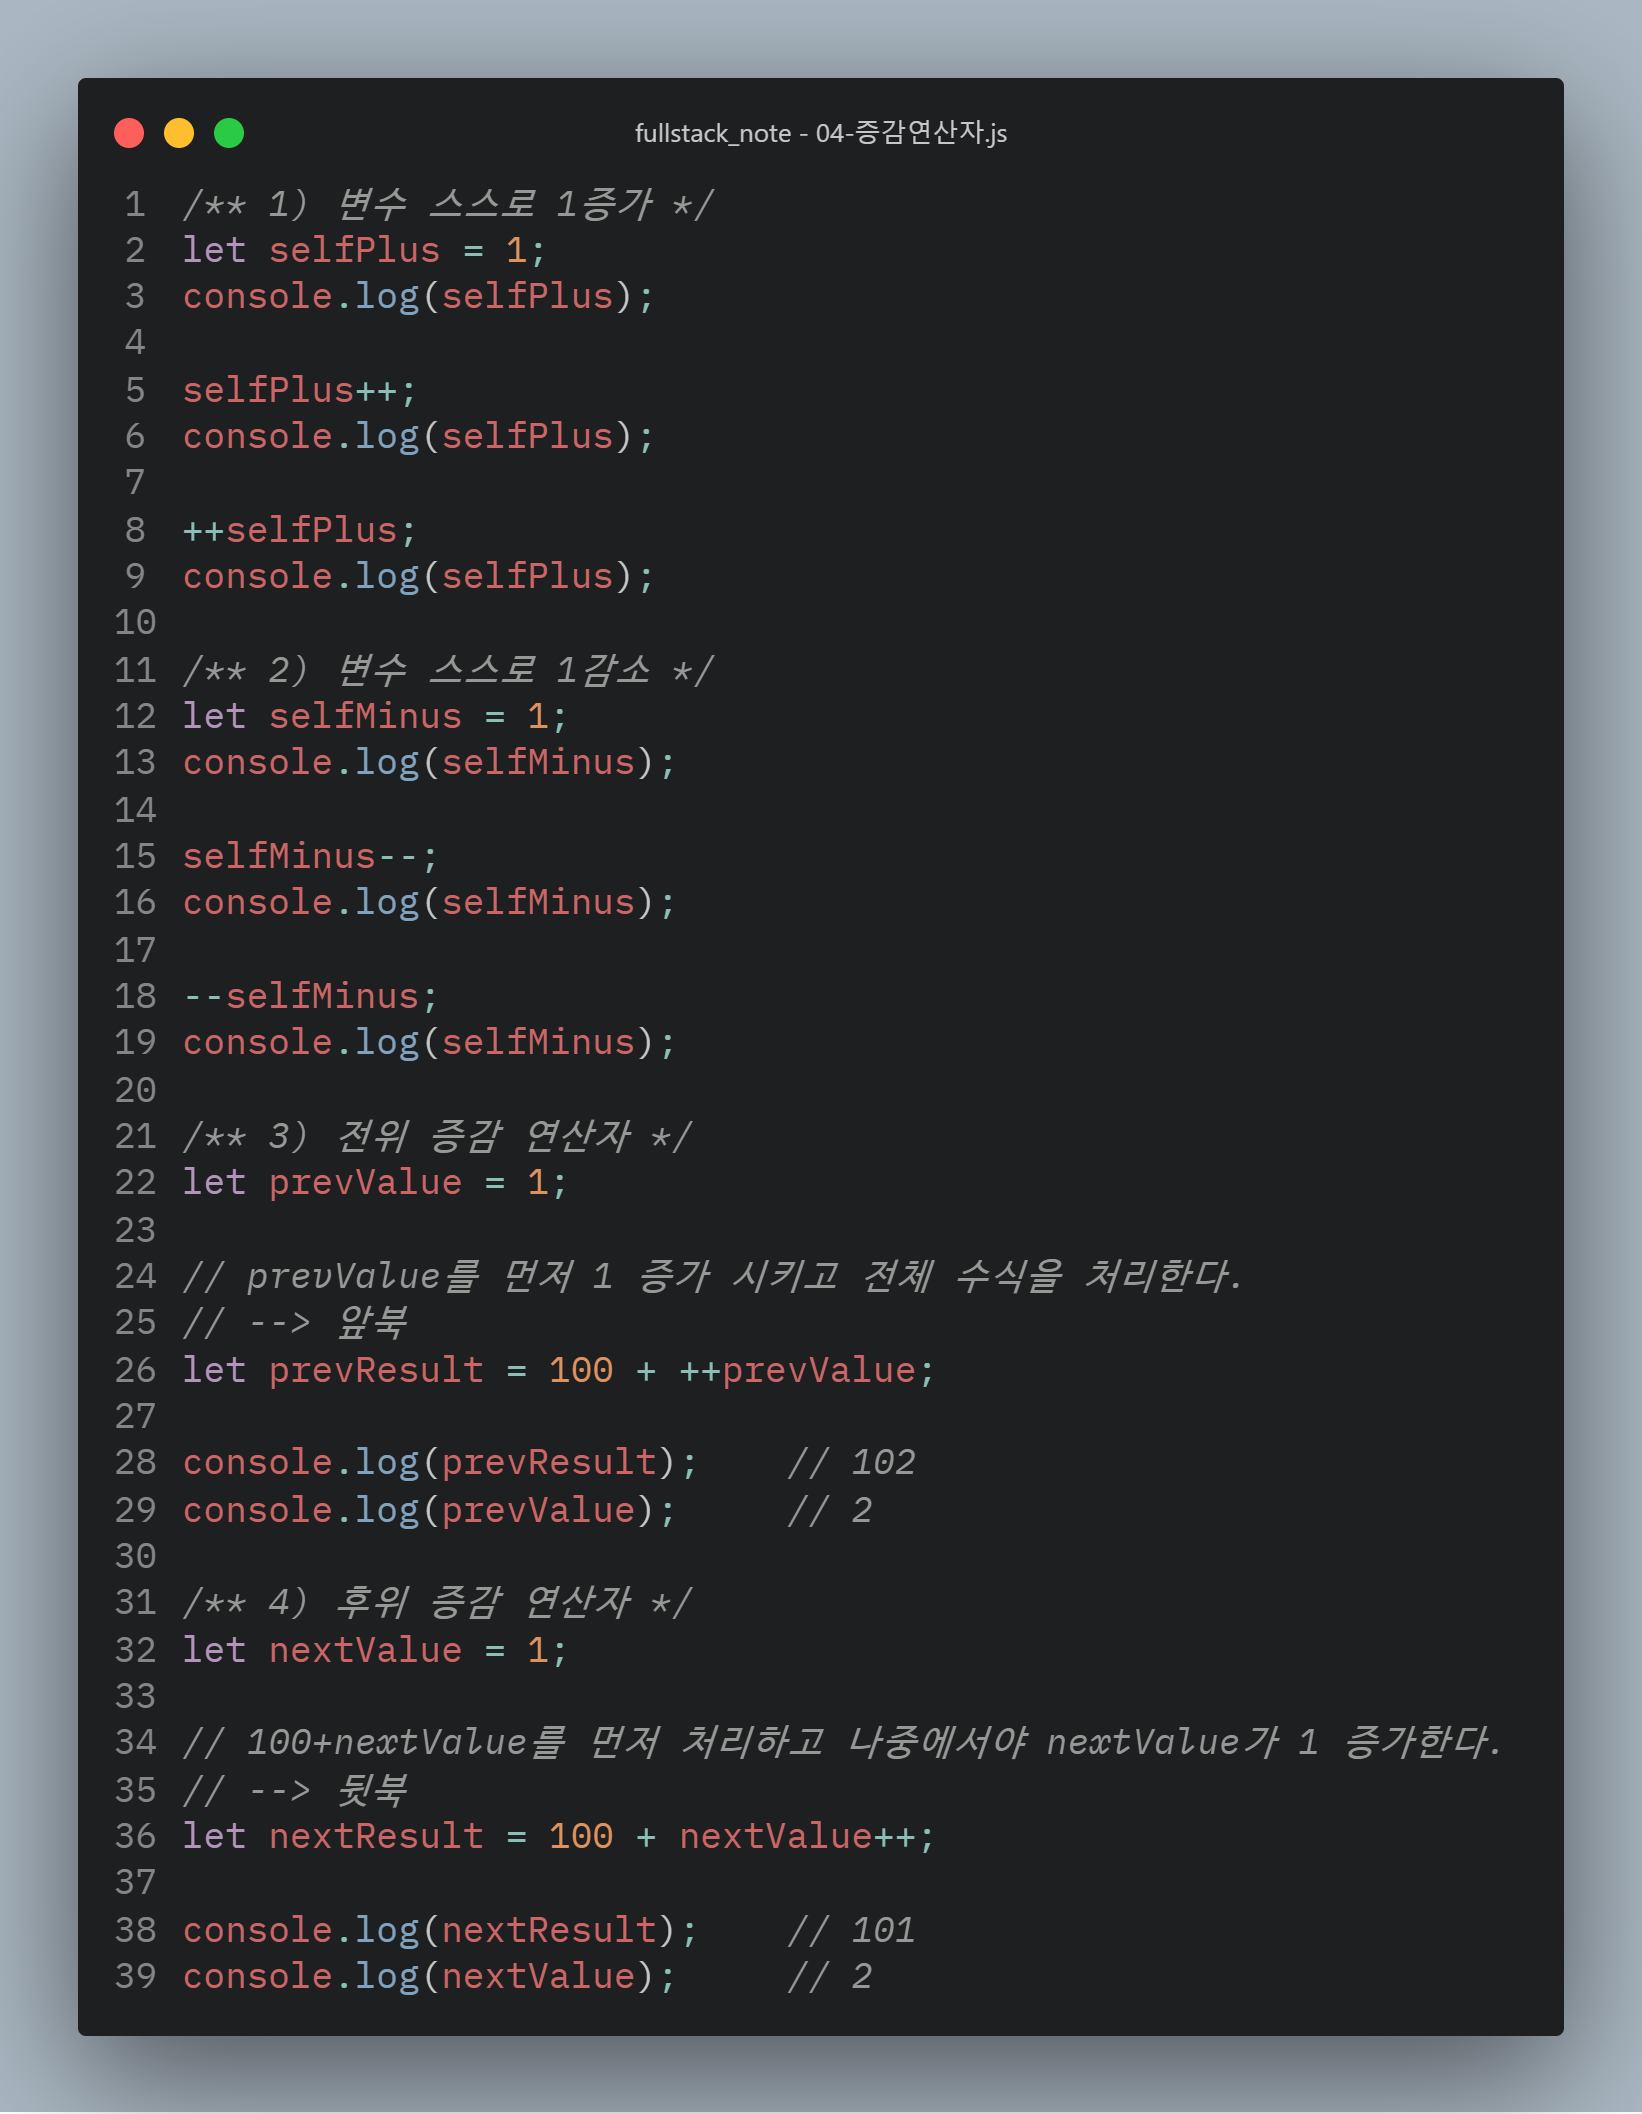 fullstack_note - 04-증감연산자.js
1 /** 1) 변수 스스로 1증가 */
2 let selfPlus = 1;
3 console.log(selfPlus);
4
5 selfPlus++;
6 console.log(selfPlus);
7
8 ++selfPlus;
9 console.log(selfPlus);
10
11 /** 2) 변수 스스로 1감소 */
12 let selfMinus = 1;
13 console.log(selfMinus);
14
15 selfMinus--;
16 console.log(selfMinus);
17
18 --selfMinus;
19 console.log(selfMinus);
20
21 /** 3) 전위 증감 연산자 */
22 let prevValue = 1;
23
24 // prevValue를 먼저 1 증가 시키고 전체 수식을 처리한다.
25 // --> 앞북
26 let prevResult = 100 + ++prevValue;
27
28 console.log(prevResult);    // 102
29 console.log(prevValue);     // 2
30
31 /** 4) 후위 증감 연산자 */
32 let nextValue = 1;
33
34 // 100+nextValue를 먼저 처리하고 나중에서야 nextValue가 1 증가한다.
35 // --> 뒷북
36 let nextResult = 100 + nextValue++;
37
38 console.log(nextResult);    // 101
39 console.log(nextValue);     // 2